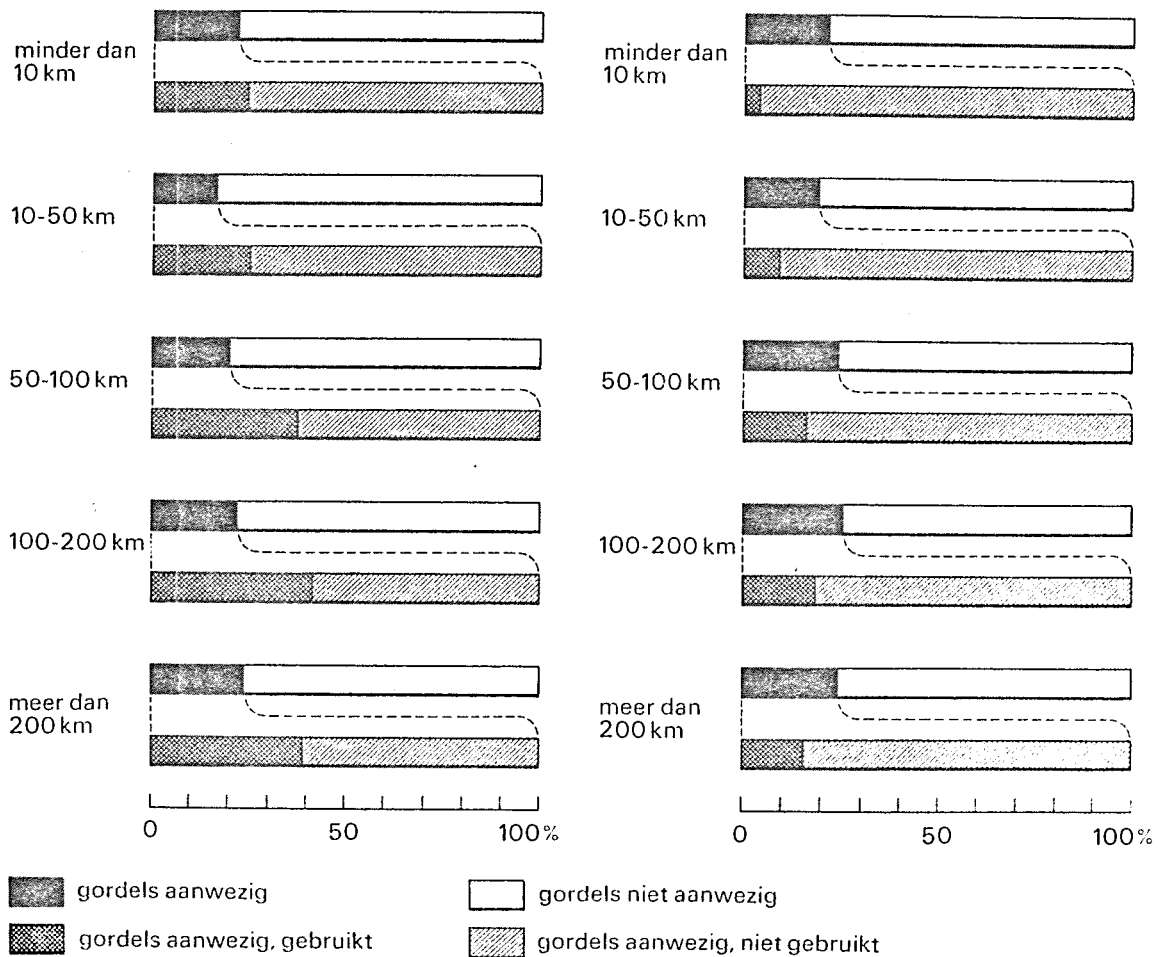 minder dan
10 km
10-50 km
50-100 km
100-200 km
meer dan
200 km
0 50 100%
minder dan
10 km
10-50 km
50-100 km
100-200 km
meer dan
200 km
0 50 100%
gordels aanwezig
gordels niet aanwezig
gordels aanwezig, gebruikt
gordels aanwezig, niet gebruikt